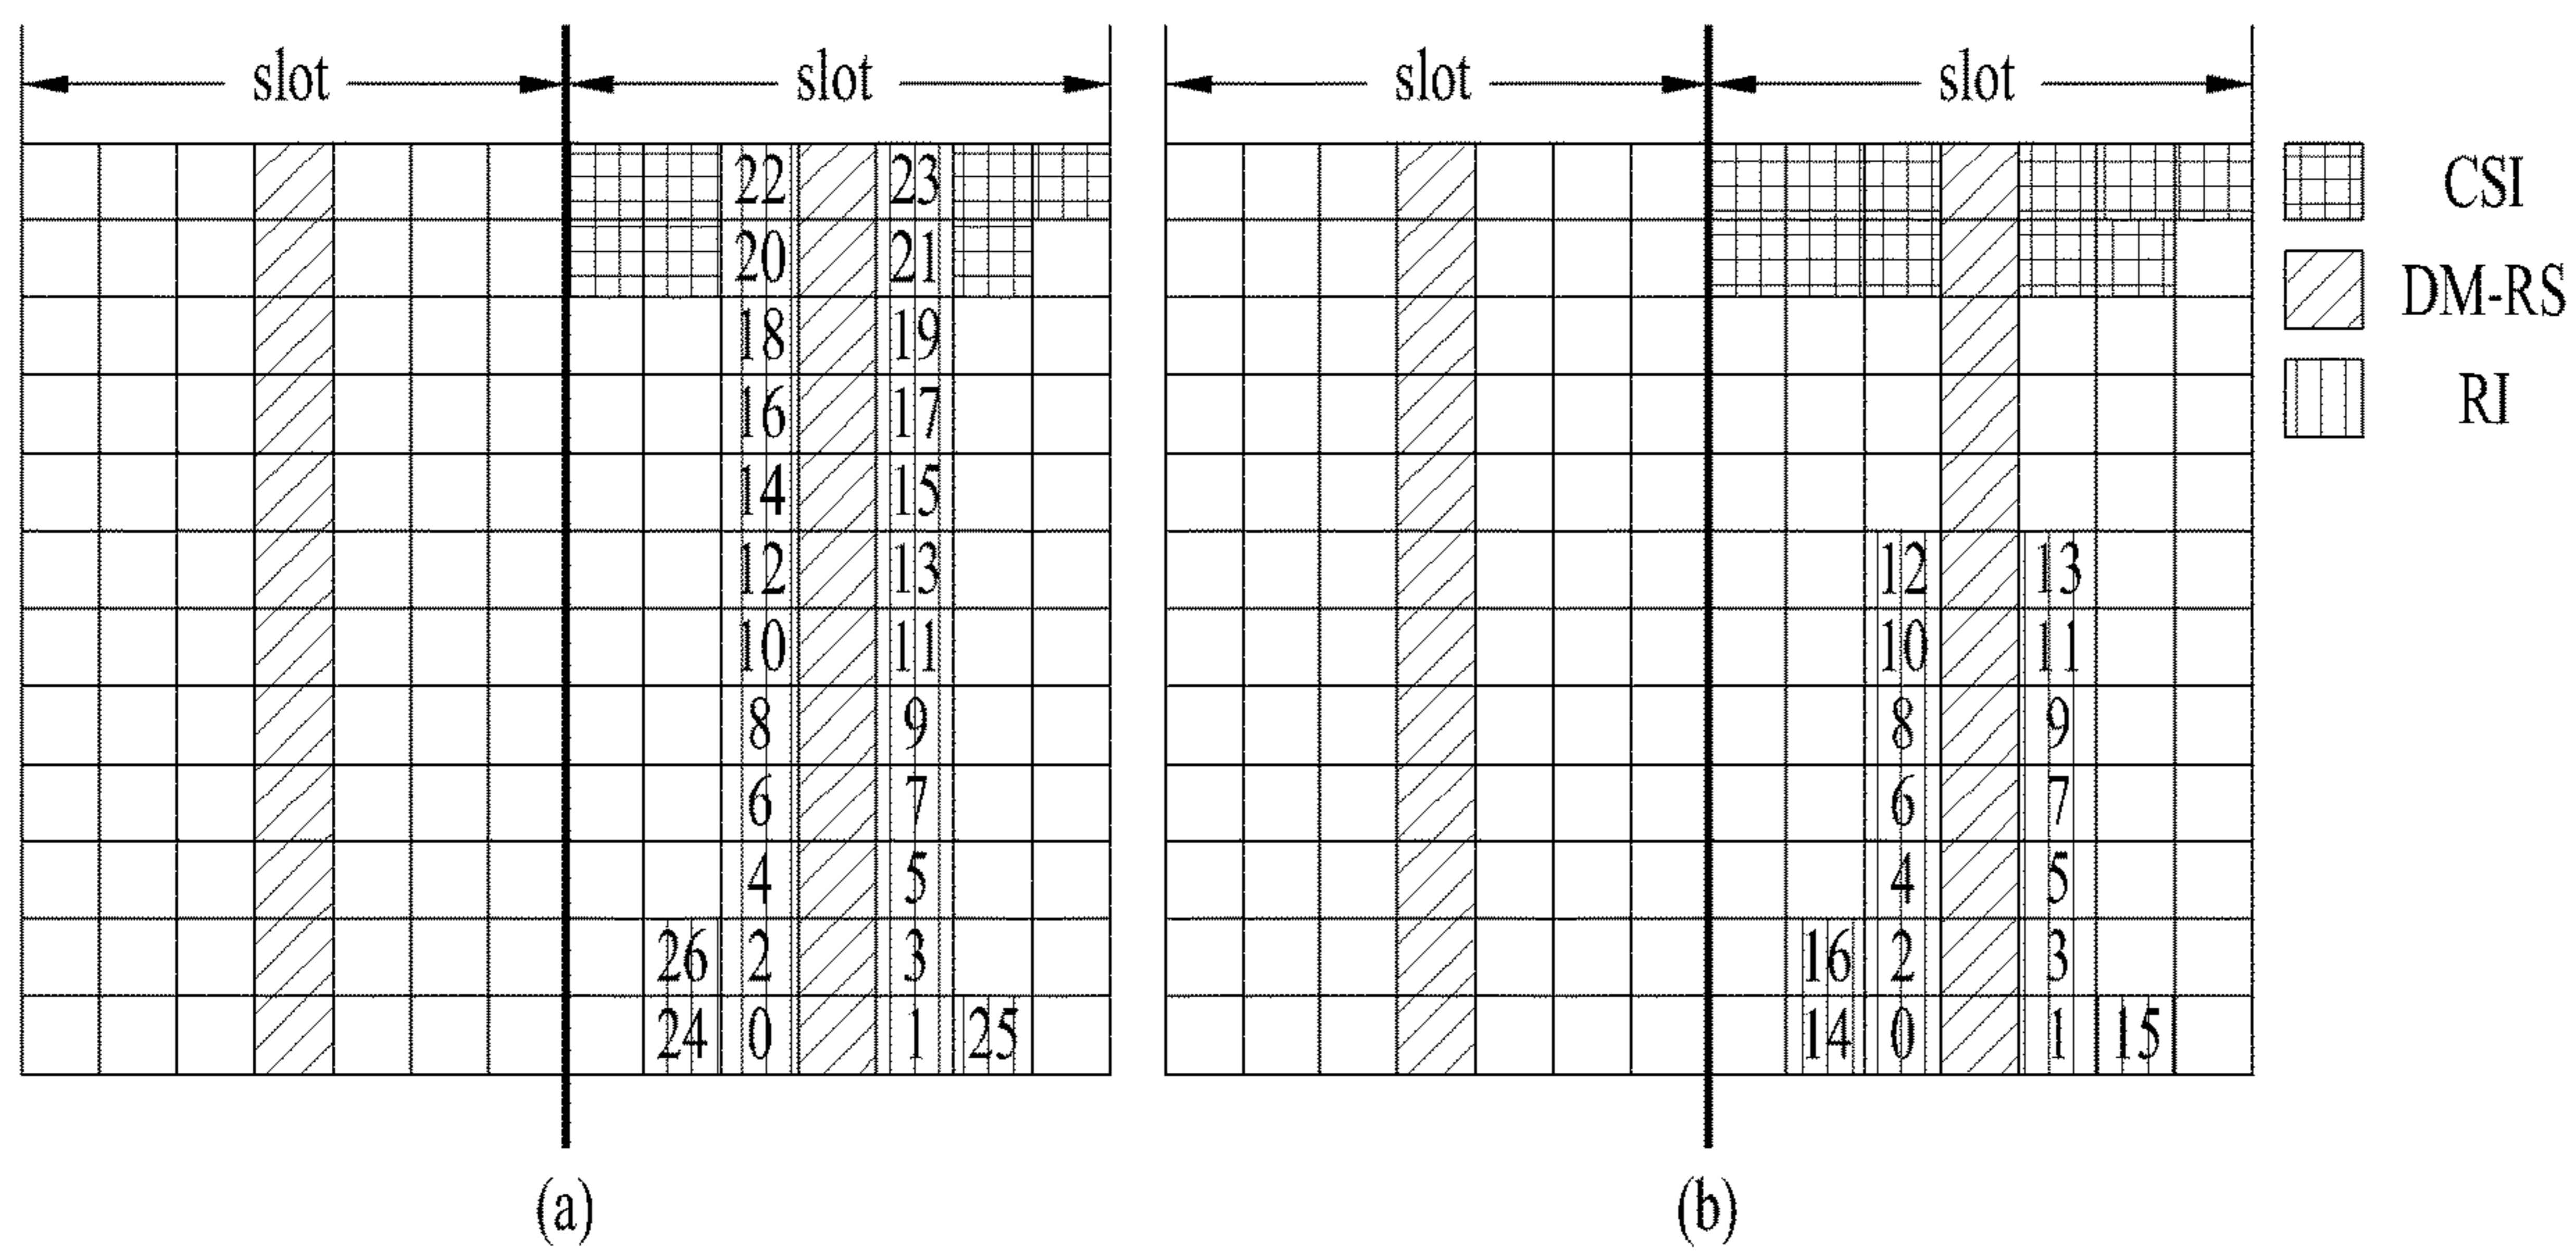 slot slot slot slot
22 23 CSI
20 21
18 19 DM-RS
16 17 RI
14 15
12 13 12 13
10 11 10 11
8 9 8 9
6 7 6 7
4 5 4 5
26 2 3 16 2 3
24 0 1 25 14 0 1 15
(a) (b)